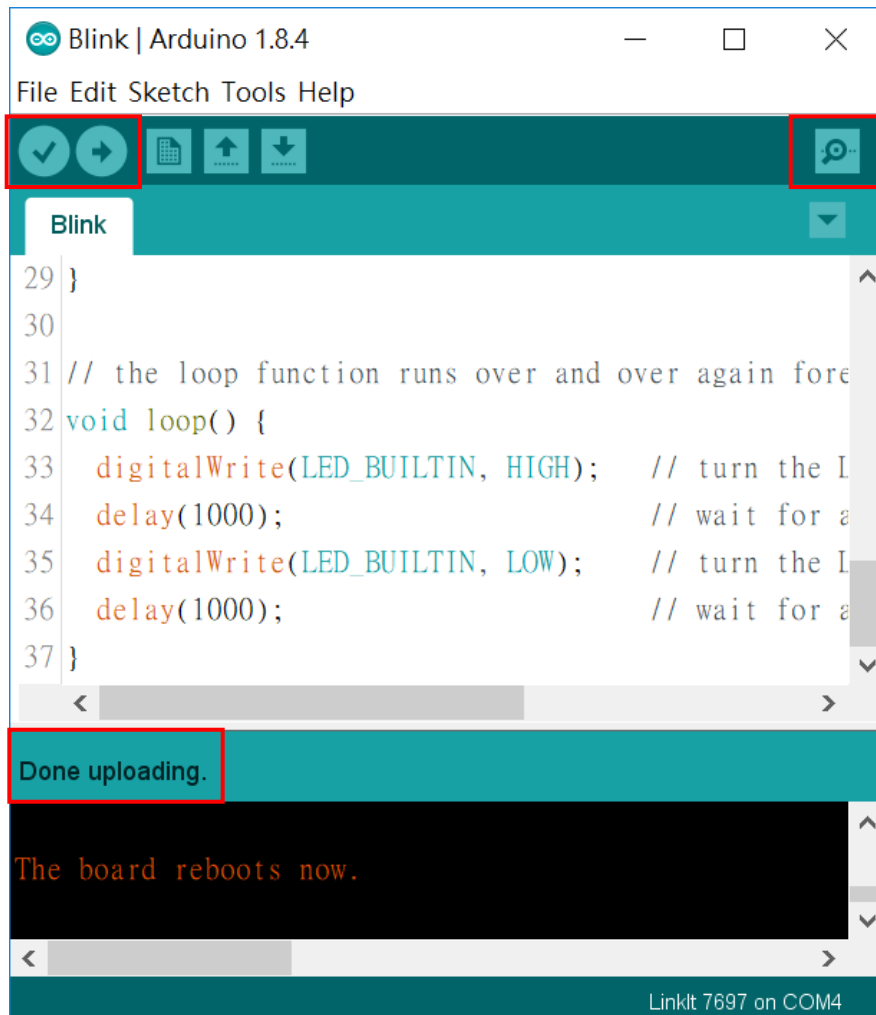 Blink | Arduino 1.8.4
File Edit Sketch Tools Help
Blink
29 }
30
31 // the loop function runs over and over again fore
32 void loop() {
33   digitalWrite(LED_BUILTIN, HIGH);   // turn the L
34   delay(1000);                       // wait for a
35   digitalWrite(LED_BUILTIN, LOW);    // turn the L
36   delay(1000);                       // wait for a
37 }
Done uploading.
The board reboots now.
LinkIt 7697 on COM4